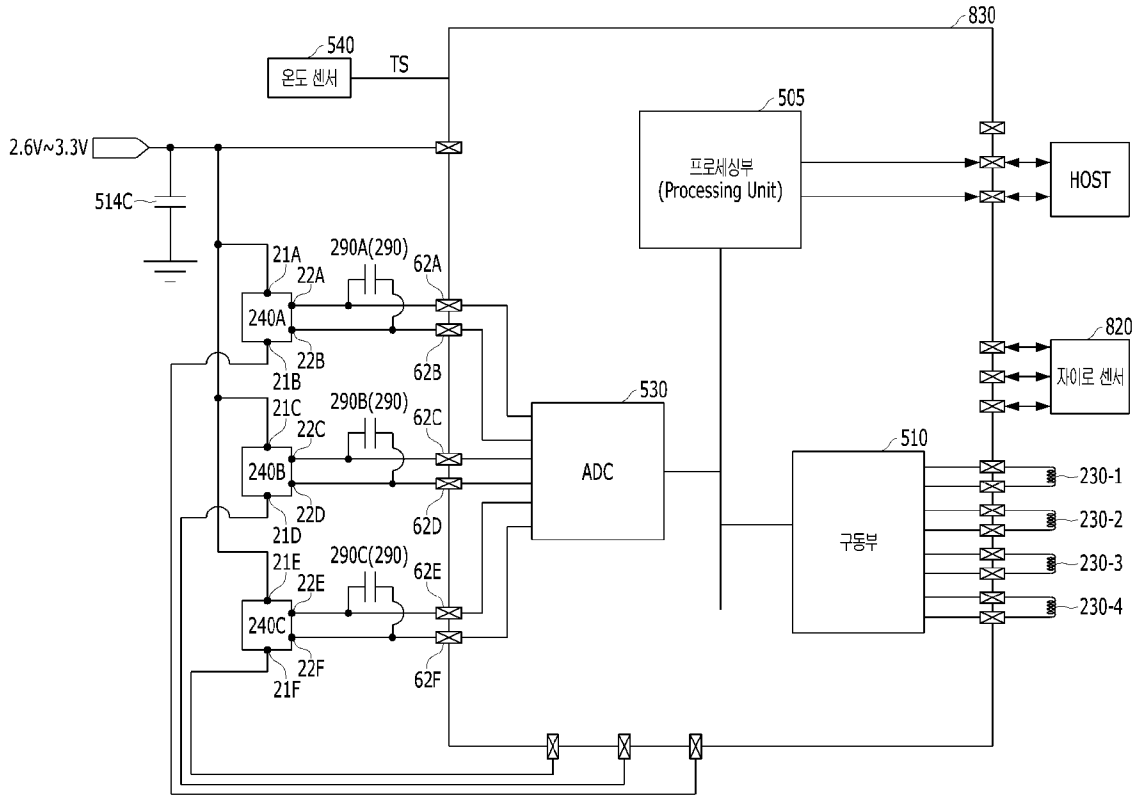 830
540
온도 센서
TS
505
2.6V~3.3V
프로세싱부
(Processing Unit)
HOST
514C
21A
22A
290A(290)
62A
240A
22B
21B
62B
820
자이로 센서
21C
22C
290B(290)
62C
530
240B
ADC
510
22D
21D
62D
230-1
230-2
구동부
21E
22E
290C(290)
62E
230-3
240C
230-4
22F
21F
62F